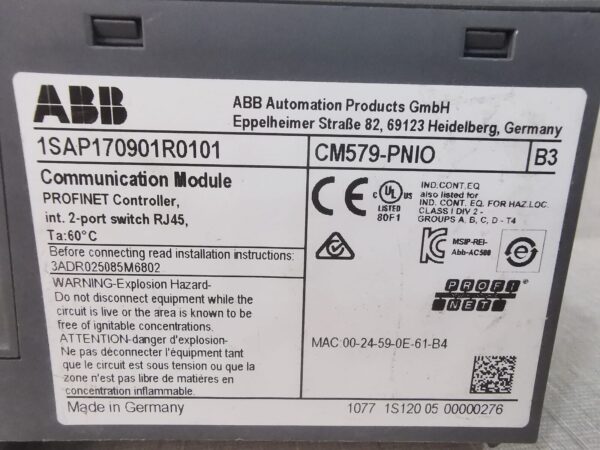 ABB
ABB Automation Products GmbH
Eppelheimer Straße 82, 69123 Heidelberg, Germany
1SAP170901R0101
CM579-PNIO
B3
Communication Module
PROFINET Controller,
int. 2-port switch RJ45,
Ta:60°C
Before connecting read installation instructions:
3ADR025085M6802
WARNING-Explosion Hazard-
Do not disconnect equipment while the
circuit is live or the area is known to be
free of ignitable concentrations.
ATTENTION-danger d'explosion-
Ne pas déconnecter l'équipement tant
que le circuit est sous tension ou que la
zone n'est pas libre de matières en
concentration inflammable.
Made in Germany
CE
C UL US
LISTED
80F1
IND. CONT. EQ.
also listed for
IND. CONT. EQ. FOR HAZ. LOC.
CLASS I DIV 2 -
GROUPS A, B, C, D - T4
MSIP-REI-
Abb-AC500
PROFI
NET
®
MAC 00-24-59-0E-61-B4
1077 1S120 05 00000276